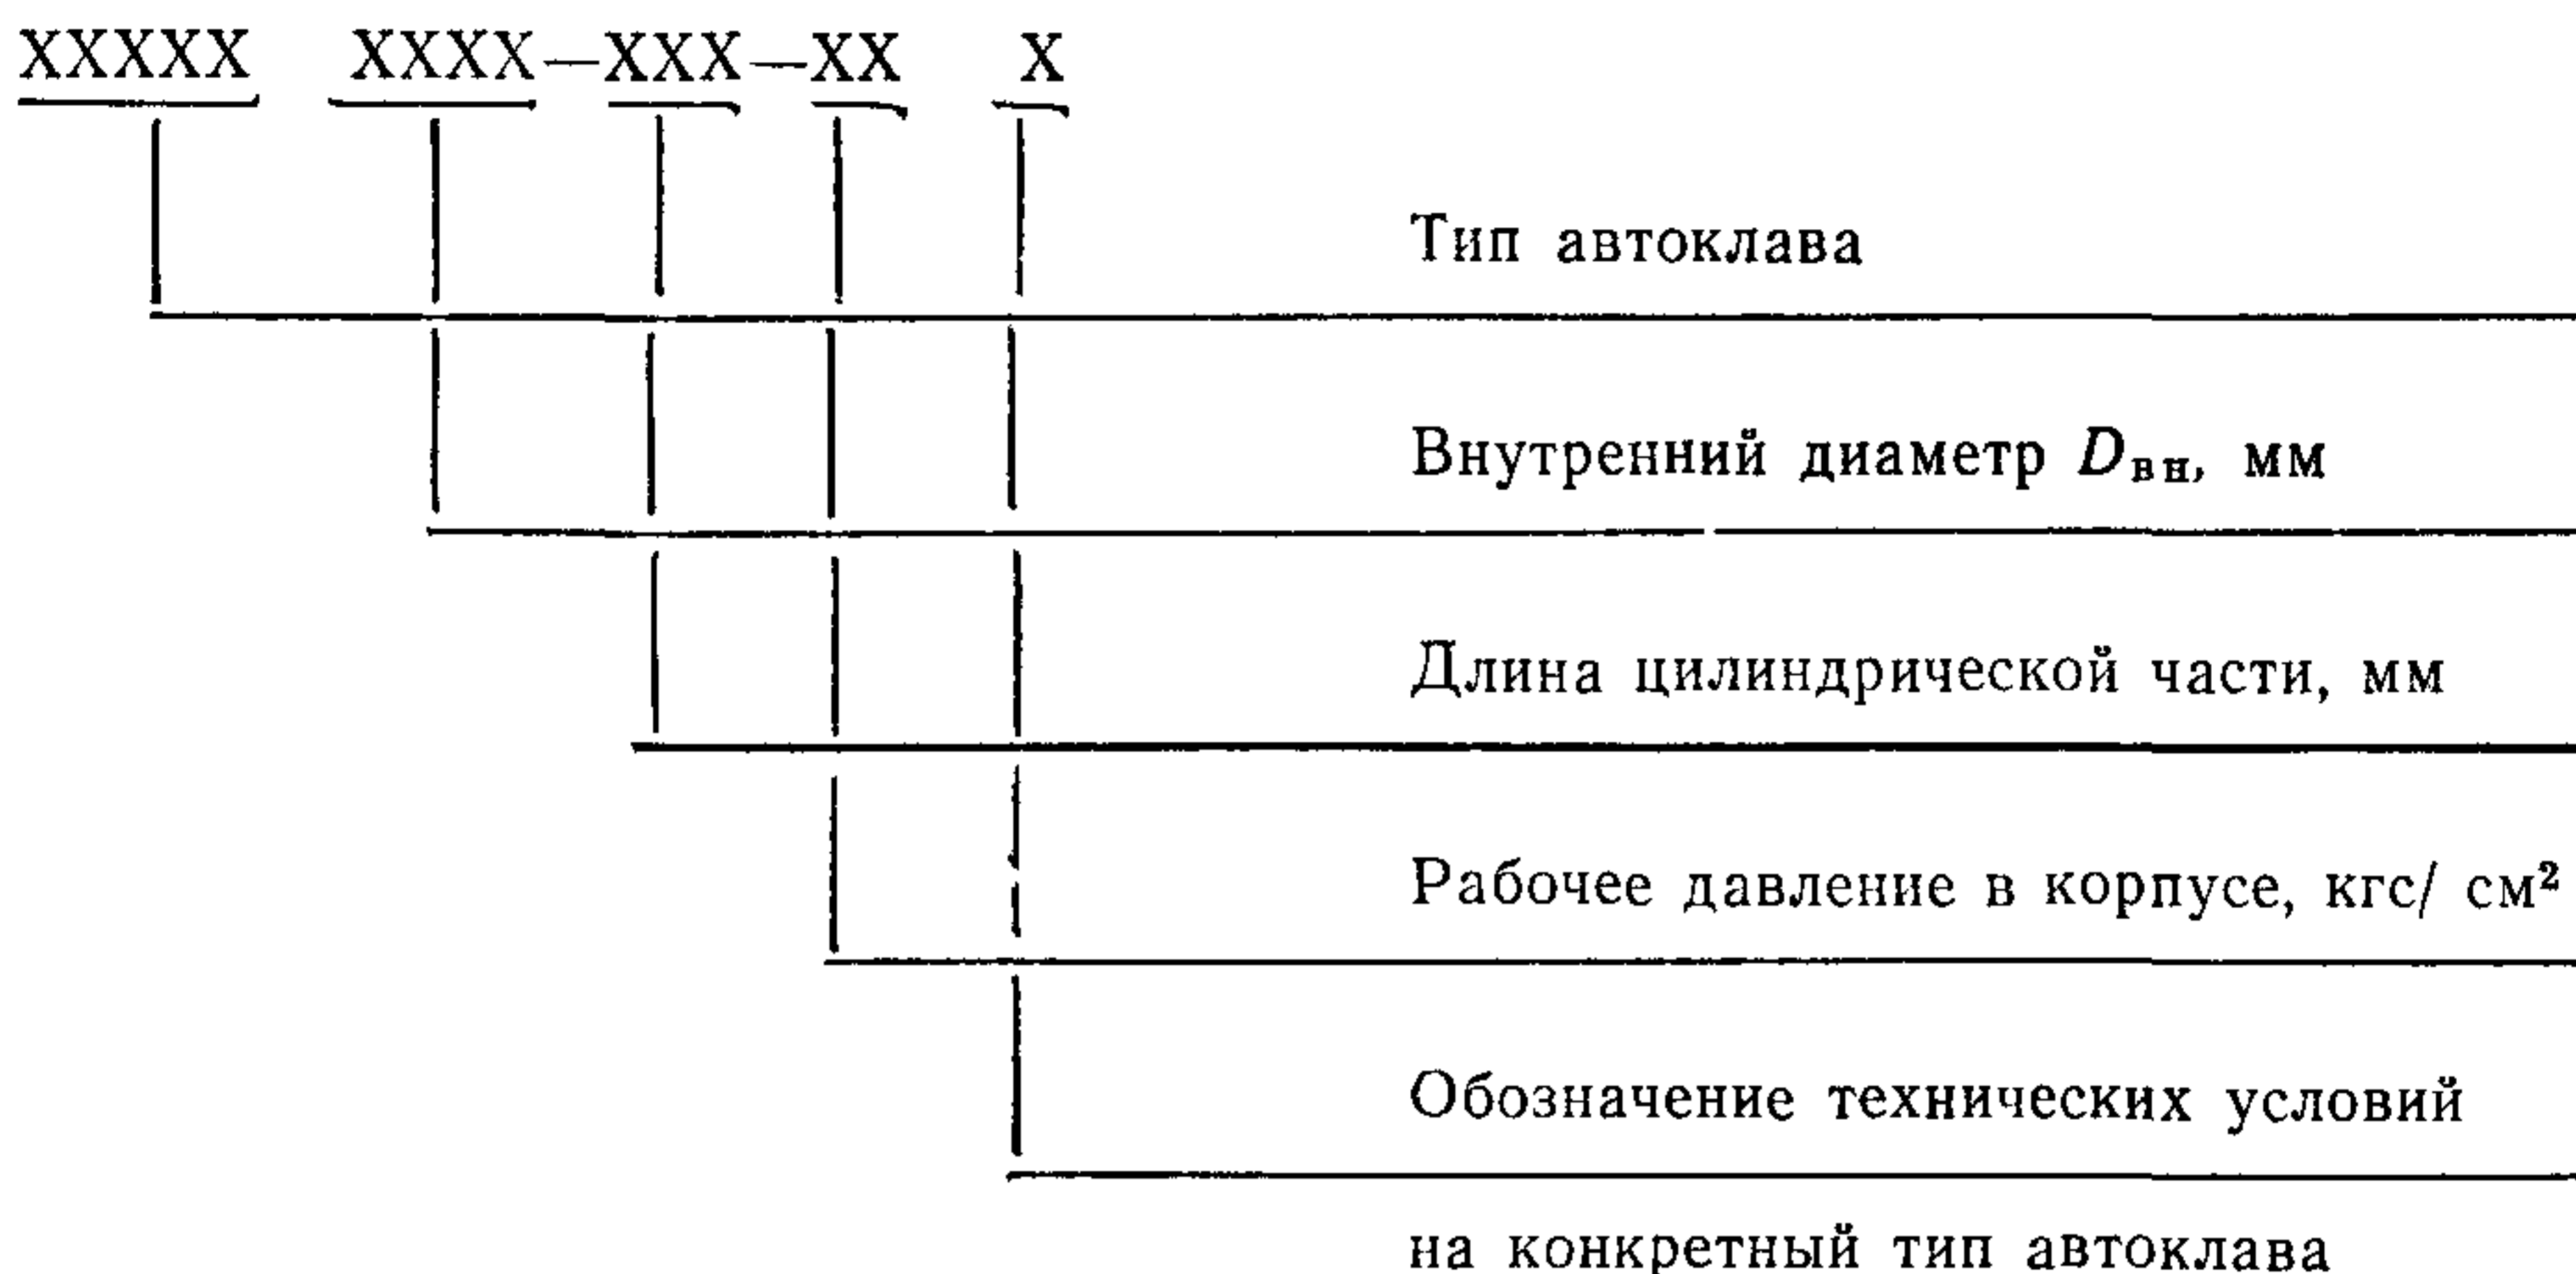 XXXXX XXXX—XXX—XX X
Тип автоклава
Внутренний диаметр Dвн, мм
Длина цилиндрической части, мм
Рабочее давление в корпусе, кгс/ см²
Обозначение технических условий
на конкретный тип автоклава